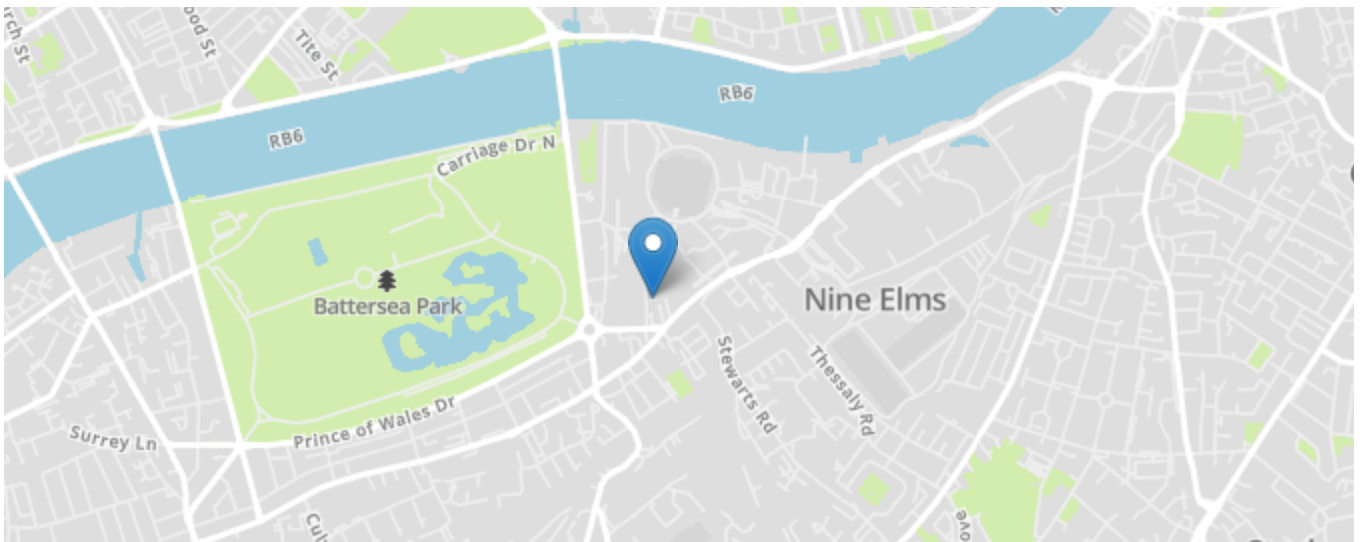 Tite St
RB6
RB6
Carriage Dr N
Battersea Park
Nine Elms
Stewarts Rd
Thessaly Rd
Prince of Wales Dr
Surrey Ln